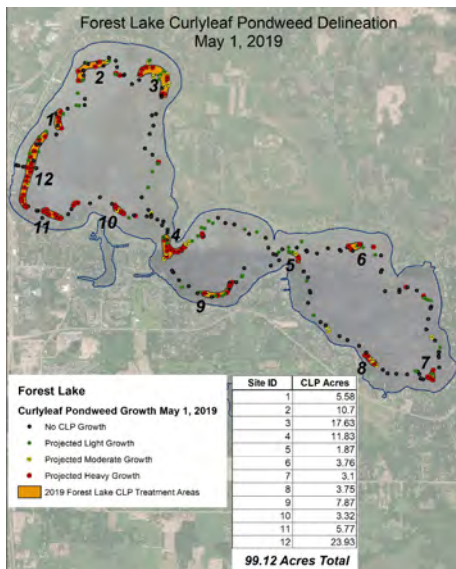 Forest Lake Curlyleaf Pondweed Delineation
May 1, 2019
2
3
1
12
11
10
4
9
5
6
8
7
Forest Lake
Curlyleaf Pondweed Growth May 1, 2019
No CLP Growth
Projected Light Growth
Projected Moderate Growth
Projected Heavy Growth
2019 Forest Lake CLP Treatment Areas
Site ID CLP Acres
1 5.58
2 10.7
3 17.63
4 11.83
5 1.87
6 3.76
7 3.1
8 3.75
9 7.87
10 3.32
11 5.77
12 23.93
99.12 Acres Total